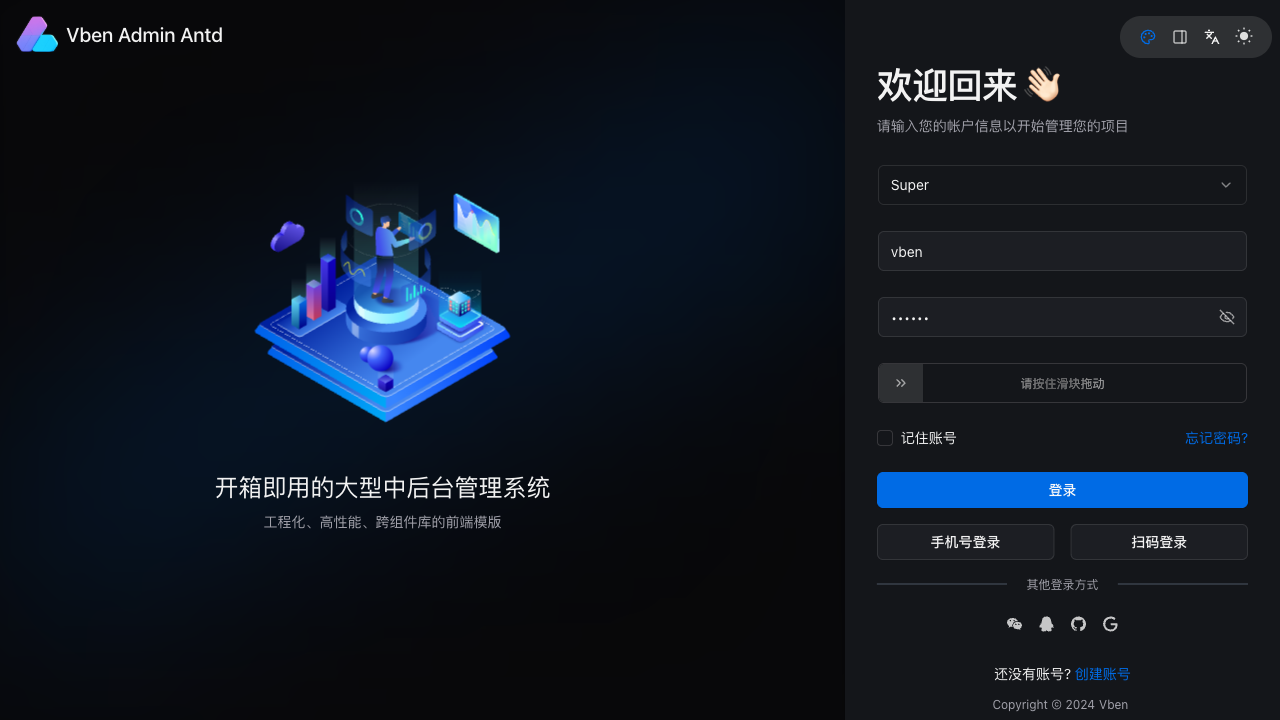 Vben Admin Antd
开箱即用的大型中后台管理系统
工程化、高性能、跨组件库的前端模版
欢迎回来 👋🏻
请输入您的帐户信息以开始管理您的项目
Super
vben
••••••
请按住滑块拖动
记住账号
忘记密码?
登录
手机号登录
扫码登录
其他登录方式
还没有账号? 创建账号
Copyright © 2024 Vben